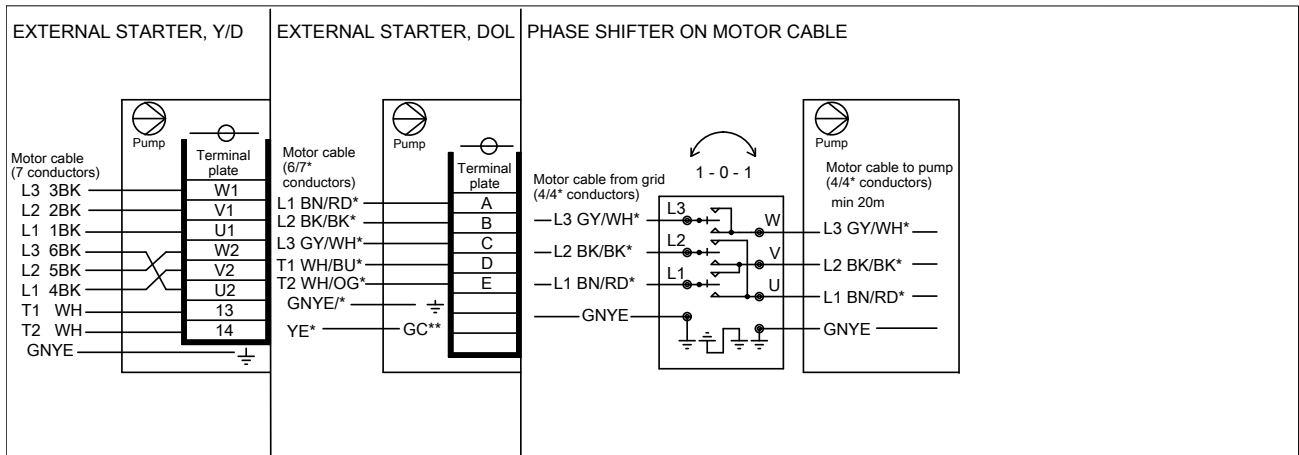 EXTERNAL STARTER, Y/D
Pump
Motor cable
(7 conductors)
Terminal
plate
L3 3BK W1
L2 2BK V1
L1 1BK U1
L3 6BK W2
L2 5BK V2
L1 4BK U2
T1 WH 13
T2 WH 14
GNYE
EXTERNAL STARTER, DOL
Pump
Motor cable
(6/7*
conductors)
Terminal
plate
L1 BN/RD* A
L2 BK/BK* B
L3 GY/WH* C
T1 WH/BU* D
T2 WH/OG* E
GNYE/*
YE* GC**
PHASE SHIFTER ON MOTOR CABLE
1 - 0 - 1
Motor cable from grid
(4/4* conductors)
L3 GY/WH* L3 W
L2 BK/BK* L2 V
L1 BN/RD* L1 U
GNYE
Pump
Motor cable to pump
(4/4* conductors)
min 20m
L3 GY/WH*
L2 BK/BK*
L1 BN/RD*
GNYE